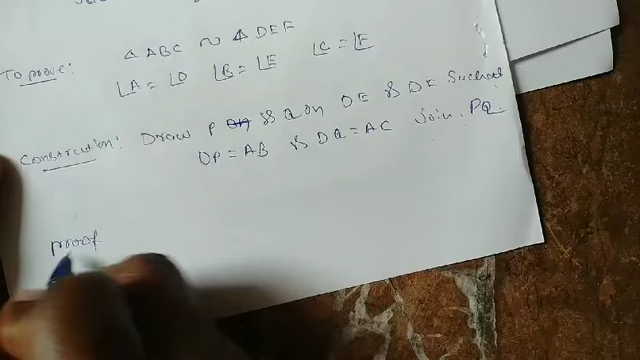 Δ ABC ~ Δ DEF
To prove: ∠A = ∠D ∠B = ∠E ∠C = ∠F
Construction: Draw P & Q on DE & DF Such that
DP = AB & DQ = AC Join PQ.
proof